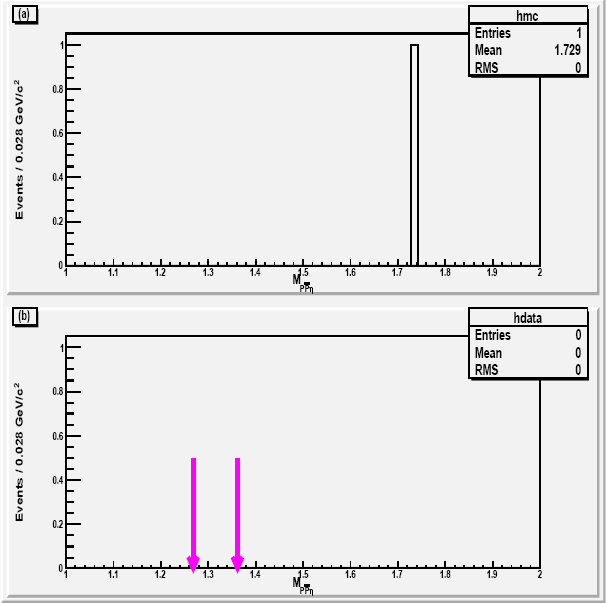 (a)
hmc
Entries 1
Mean 1.729
RMS 0
Events / 0.028 GeV/c²
1
0.8
0.6
0.4
0.2
0
1 1.1 1.2 1.3 1.4 1.5 1.6 1.7 1.8 1.9 2
M_{PP̅η}
(b)
hdata
Entries 0
Mean 0
RMS 0
Events / 0.028 GeV/c²
1
0.8
0.6
0.4
0.2
0
1 1.1 1.2 1.3 1.4 1.5 1.6 1.7 1.8 1.9 2
M_{PP̅η}